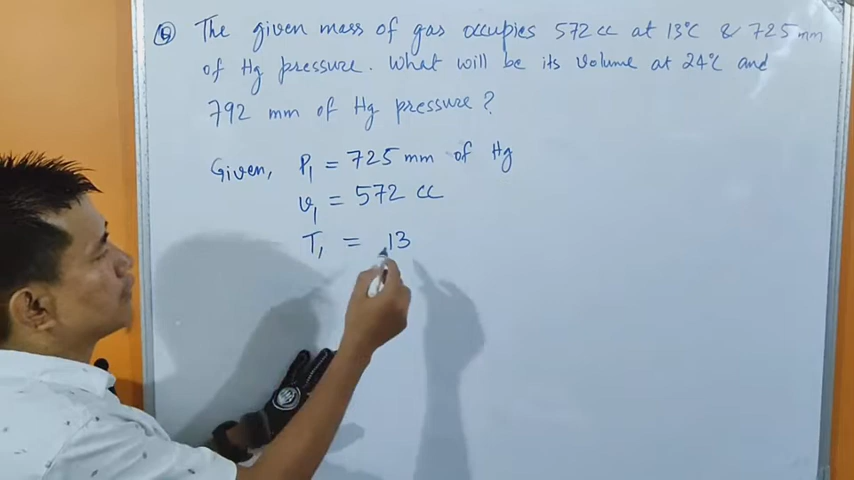 Q The given mass of gas occupies 572 cc at 13°C & 725 mm
of Hg pressure. What will be its volume at 24°C and
792 mm of Hg pressure?
Given, P₁ = 725 mm of Hg
V₁ = 572 cc
T₁ = 13